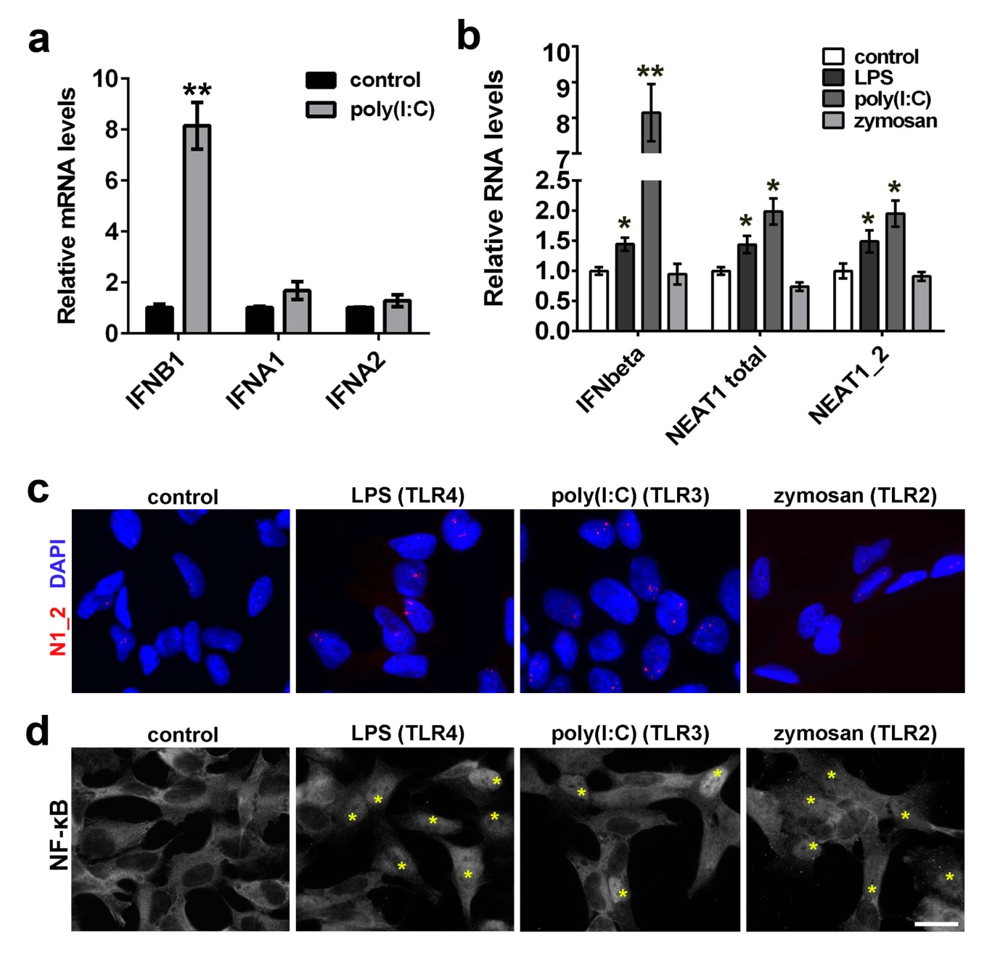 a
Relative mRNA levels
10
8
6
4
2
0
**
control
poly(I:C)
IFNB1
IFNA1
IFNA2
b
Relative RNA levels
10
9
8
7
2.5
2.0
1.5
1.0
0.5
0.0
**
*
*
*
*
*
control
LPS
poly(I:C)
zymosan
IFNbeta
NEAT1 total
NEAT1_2
c
control
LPS (TLR4)
poly(I:C) (TLR3)
zymosan (TLR2)
N1_2 DAPI
d
control
LPS (TLR4)
poly(I:C) (TLR3)
zymosan (TLR2)
NF-κB